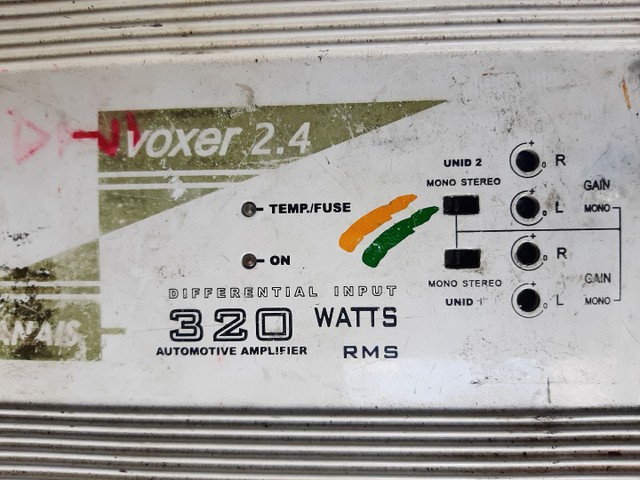 voxer 2.4
UNID 2
R
MONO STEREO
GAIN
TEMP./FUSE
L
MONO
ON
R
MONO STEREO
GAIN
DIFFERENTIAL INPUT
UNID 1
L
MONO
320 WATTS
AUTOMOTIVE AMPLIFIER
RMS